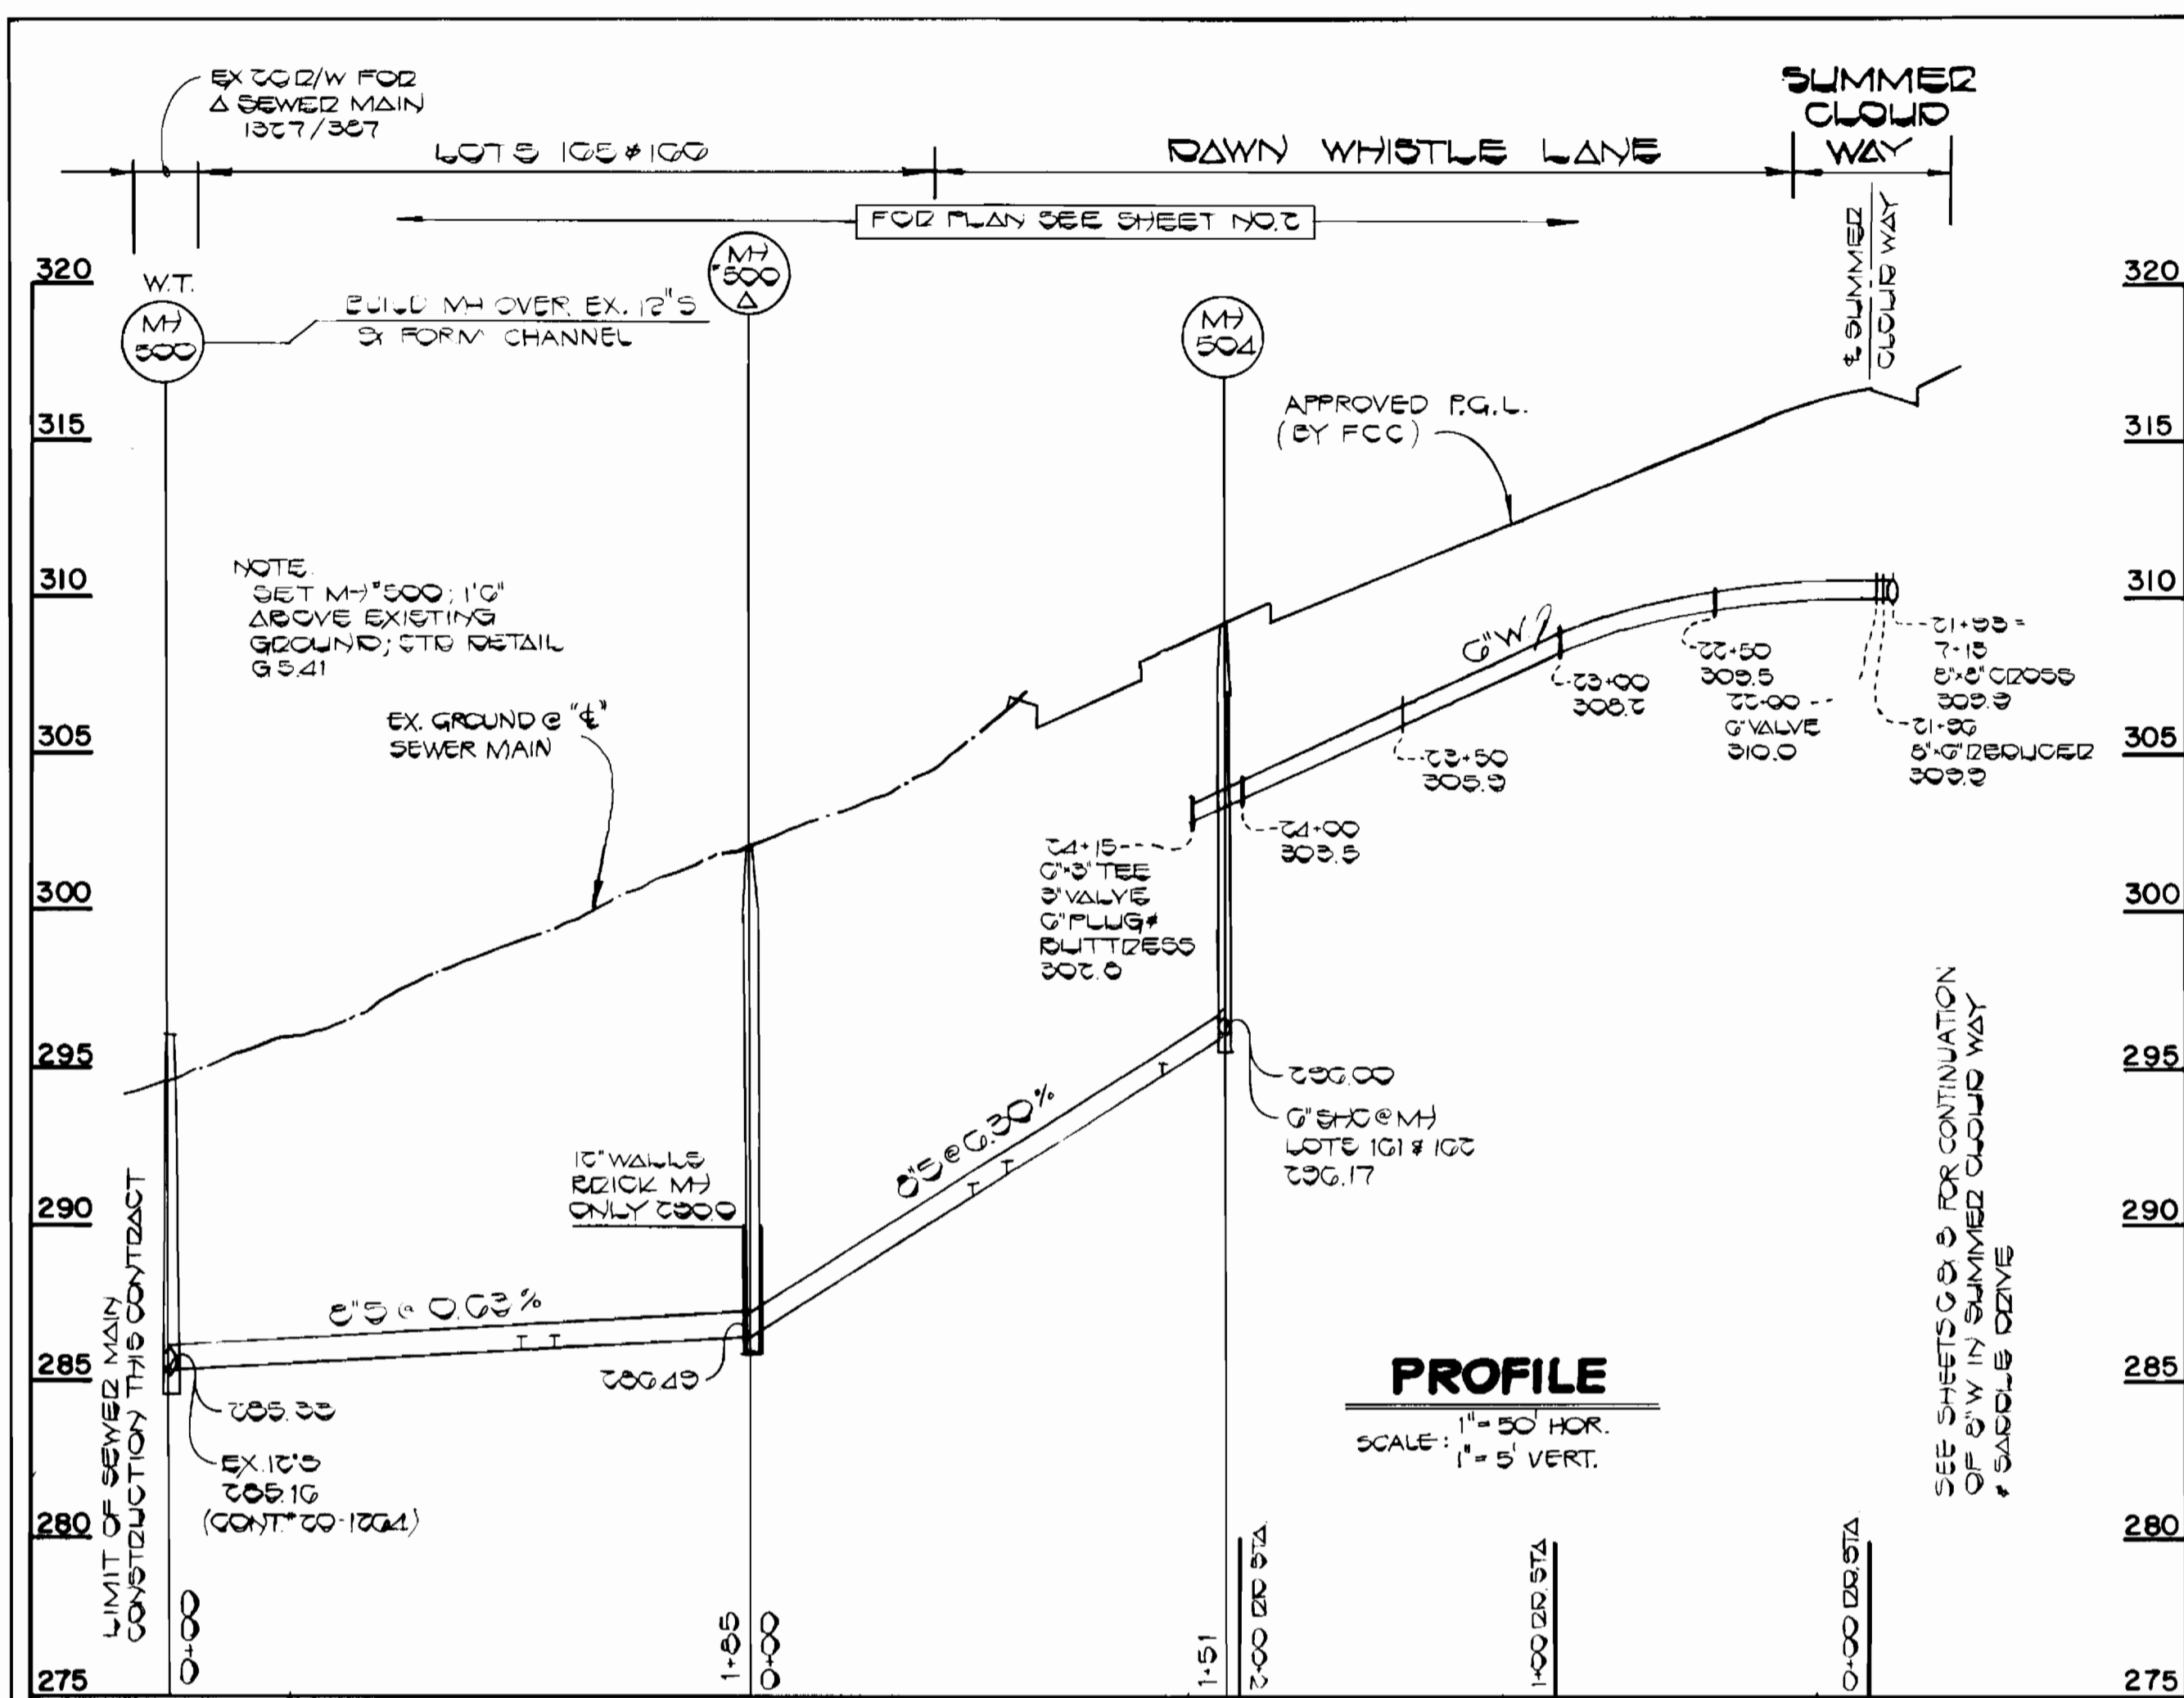 EX 20 R/W FOR
SEWER MAIN
1327/387
LOTS 165 & 166
DAWN WHISTLE LANE
SUMMER
CLOUD
WAY
FOR PLAN SEE SHEET NO. 2
℄ SUMMER
CLOUD WAY
W.T.
MH
500
BUILD MH OVER EX. 12"S
& FORM CHANNEL
MH
500
A
MH
504
320
315
310
305
300
295
290
285
280
275
320
315
310
305
300
295
290
285
280
275
APPROVED P.G.L.
(BY FCC)
NOTE.
SET MH #500; 1'6"
ABOVE EXISTING
GROUND; STD DETAIL
G 5.41
EX. GROUND @ "℄"
SEWER MAIN
6"W
21+93 =
7+13
8"x8" CROSS
309.9
21+96
8"x6" REDUCER
309.9
22+00
6" VALVE
310.0
22+50
309.5
23+00
308.2
23+50
305.9
24+00
303.5
24+15
6"x3" TEE
3" VALVE
6" PLUG &
BUTTRESS
302.8
296.00
6" SHC @ MH
LOTS 161 & 162
296.17
8"S @ 6.30%
12" WALLS
BRICK MH
ONLY 290.0
8"S @ 0.63%
286.49
285.33
EX. 12"S
285.16
(CONT. #20-1264)
LIMIT OF SEWER MAIN
CONSTRUCTION THIS CONTRACT
PROFILE
SCALE: 1" = 50' HOR.
1" = 5' VERT.
SEE SHEETS 6 & 8 FOR CONTINUATION
OF 8"W IN SUMMER CLOUD WAY
& SADDLE DRIVE
0+00
1+85
0+00
1+51
2+00 RD STA
1+00 RD. STA
0+00 RD. STA